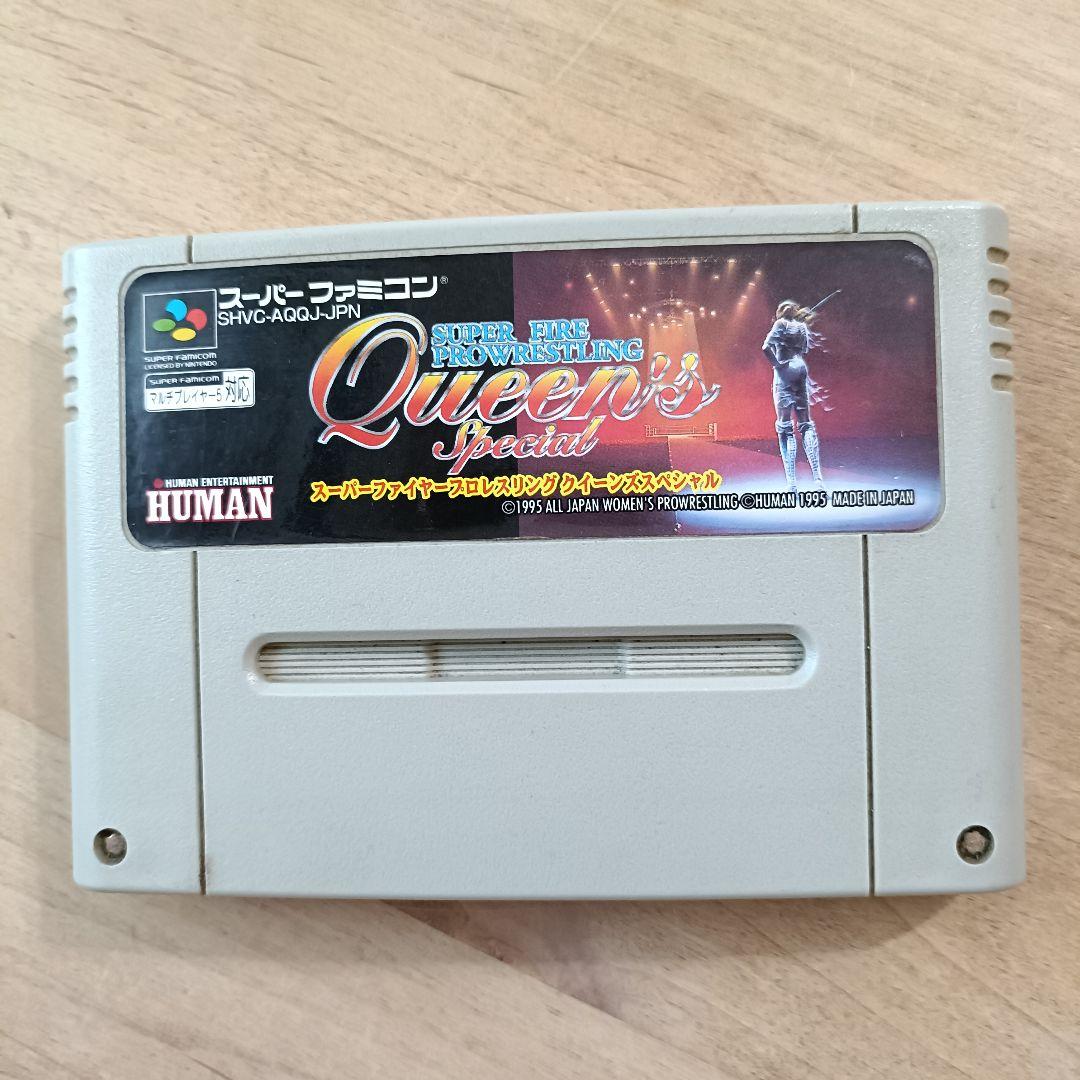 スーパーファミコン®
SHVC-AQQJ-JPN
SUPER FAMICOM
LICENSED BY NINTENDO
SUPER FAMICOM
マルチプレイヤー5 対応
SUPER FIRE
PROWRESTLING
Queen's
Special
HUMAN ENTERTAINMENT
HUMAN
スーパーファイヤープロレスリング クイーンズスペシャル
©1995 ALL JAPAN WOMEN'S PROWRESTLING ©HUMAN 1995 MADE IN JAPAN